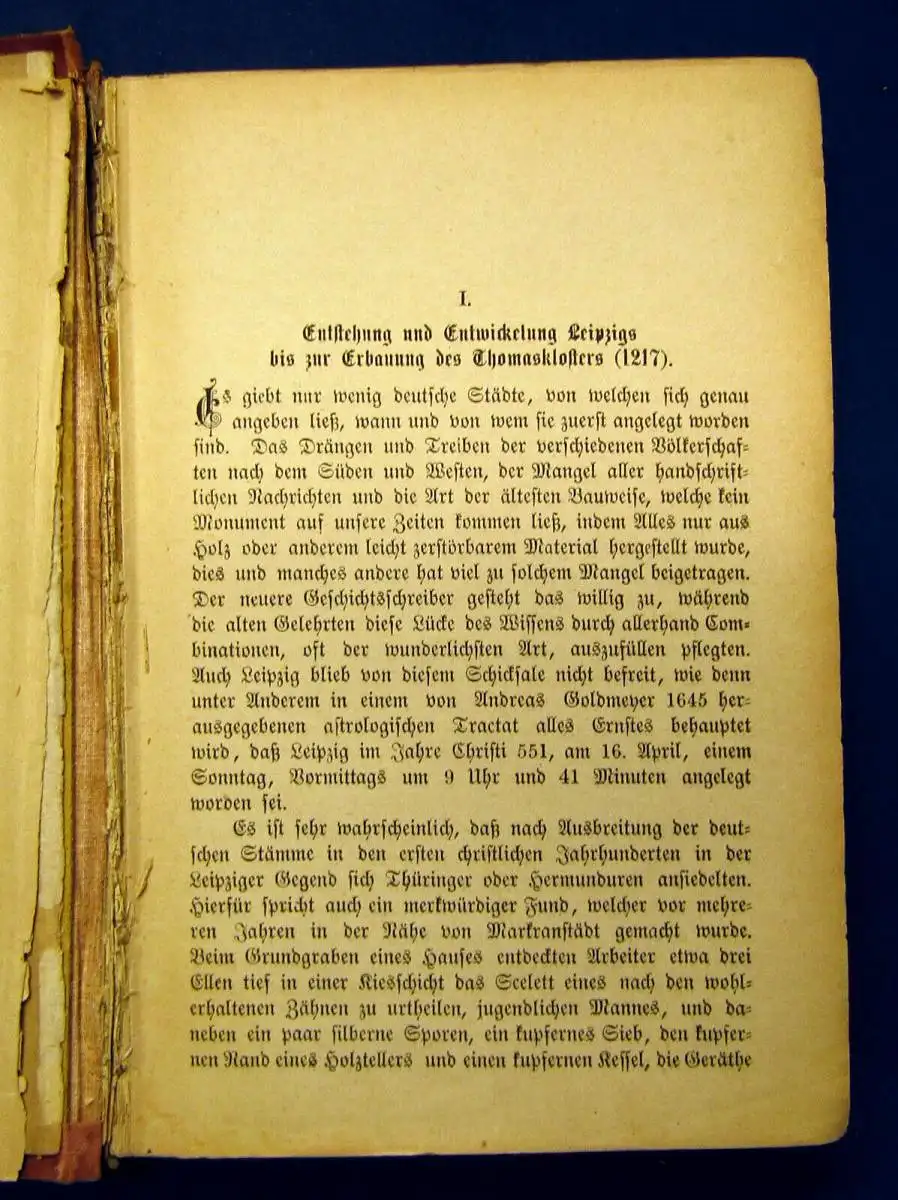 I.
Entstehung und Entwickelung Leipzigs
bis zur Erbauung des Thomasklosters (1217).
Es giebt nur wenig deutsche Städte, von welchen sich genau
angeben ließ, wann und von wem sie zuerst angelegt worden
sind. Das Drängen und Treiben der verschiedenen Völkerschaf-
ten nach dem Süden und Westen, der Mangel aller handschrift-
lichen Nachrichten und die Art der ältesten Bauweise, welche kein
Monument auf unsere Zeiten kommen ließ, indem Alles nur aus
Holz oder anderem leicht zerstörbarem Material hergestellt wurde,
dies und manches andere hat viel zu solchem Mangel beigetragen.
Der neuere Geschichtsschreiber gesteht das willig zu, während
die alten Gelehrten diese Lücke des Wissens durch allerhand Com-
binationen, oft der wunderlichsten Art, auszufüllen pflegten.
Auch Leipzig blieb von diesem Schicksale nicht befreit, wie denn
unter Anderem in einem von Andreas Goldmeyer 1645 her-
ausgegebenen astrologischen Tractat alles Ernstes behauptet
wird, daß Leipzig im Jahre Christi 551, am 16. April, einem
Sonntag, Vormittags um 9 Uhr und 41 Minuten angelegt
worden sei.
Es ist sehr wahrscheinlich, daß nach Ausbreitung der deut-
schen Stämme in den ersten christlichen Jahrhunderten in der
Leipziger Gegend sich Thüringer oder Hermunduren ansiedelten.
Hierfür spricht auch ein merkwürdiger Fund, welcher vor mehre-
ren Jahren in der Nähe von Markranstädt gemacht wurde.
Beim Grundgraben eines Hauses entdeckten Arbeiter etwa drei
Ellen tief in einer Kiesschicht das Scelett eines nach den wohl-
erhaltenen Zähnen zu urtheilen, jugendlichen Mannes, und da-
neben ein paar silberne Sporen, ein kupfernes Sieb, den kupfer-
nen Rand eines Holztellers und einen kupfernen Kessel, die Geräthe